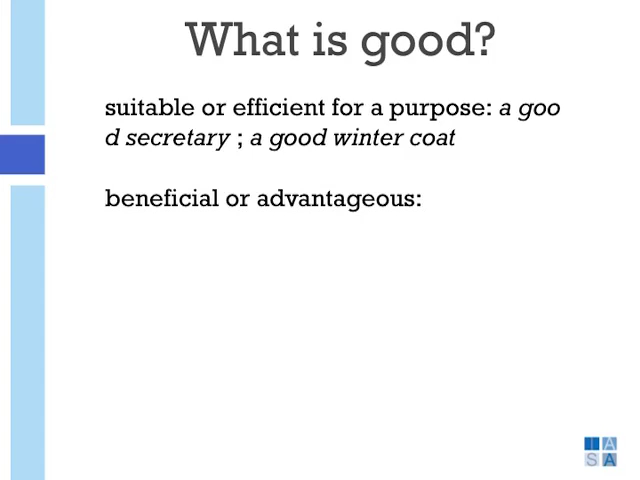 What is good?
suitable or efficient for a purpose: a goo
d secretary ; a good winter coat
beneficial or advantageous:
I A
S A